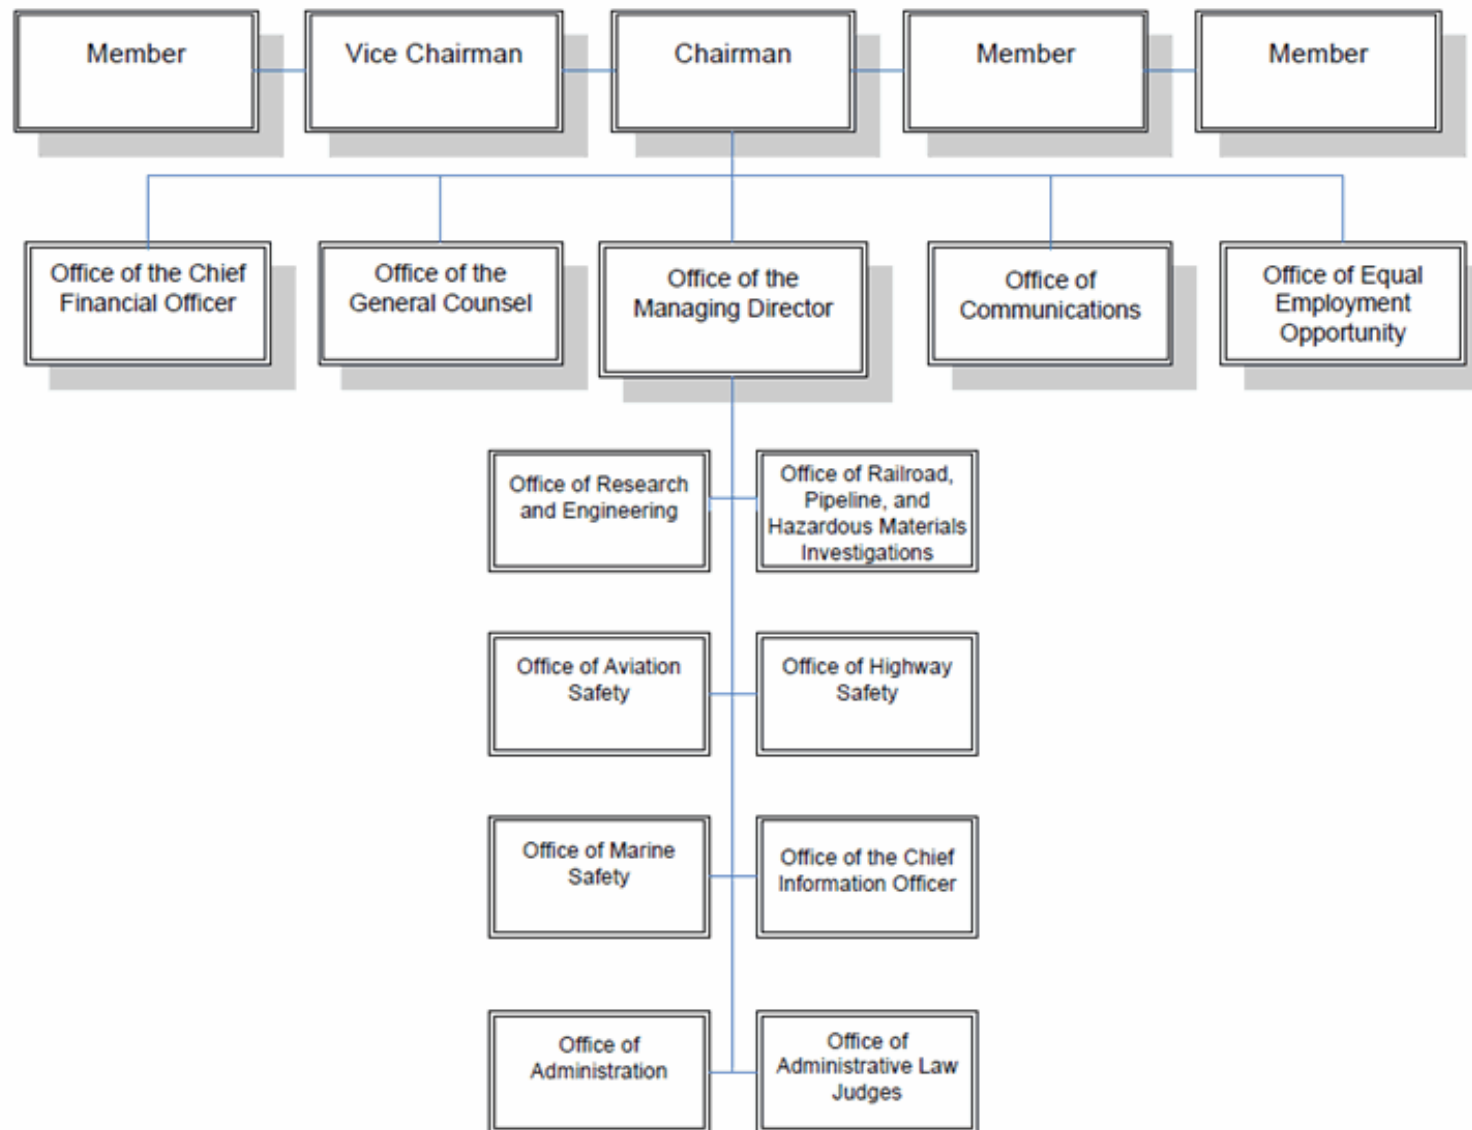 Member
Vice Chairman
Chairman
Member
Member
Office of the Chief
Financial Officer
Office of the
General Counsel
Office of the
Managing Director
Office of
Communications
Office of Equal
Employment
Opportunity
Office of Research
and Engineering
Office of Railroad,
Pipeline, and
Hazardous Materials
Investigations
Office of Aviation
Safety
Office of Highway
Safety
Office of Marine
Safety
Office of the Chief
Information Officer
Office of
Administration
Office of
Administrative Law
Judges